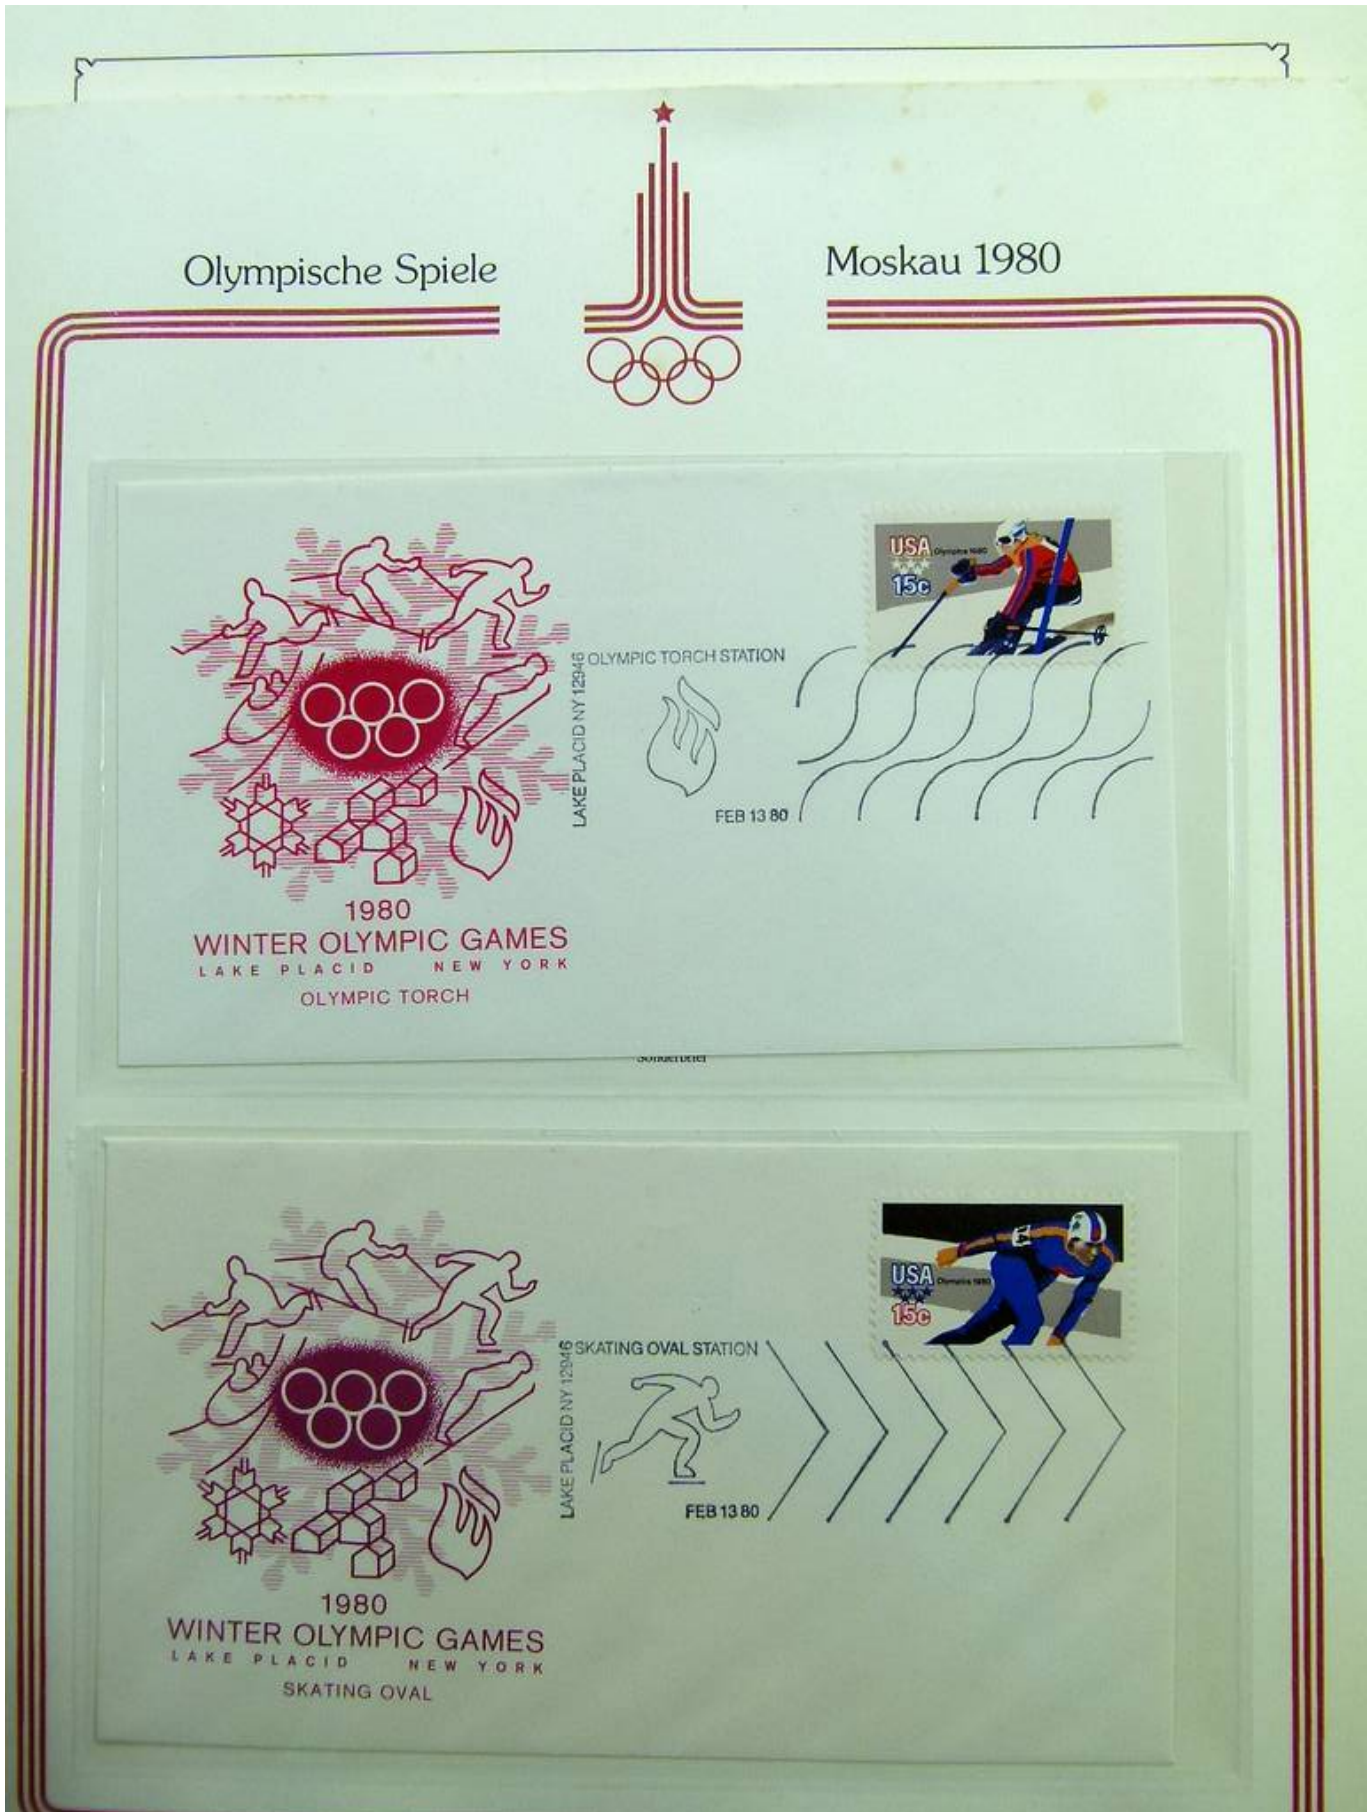 Olympische Spiele
Moskau 1980
USA Olympics 1980
15c
LAKE PLACID NY 12946
OLYMPIC TORCH STATION
FEB 13 80
1980
WINTER OLYMPIC GAMES
LAKE PLACID NEW YORK
OLYMPIC TORCH
Sonderbrief
USA Olympics 1980
15c
LAKE PLACID NY 12946
SKATING OVAL STATION
FEB 13 80
1980
WINTER OLYMPIC GAMES
LAKE PLACID NEW YORK
SKATING OVAL